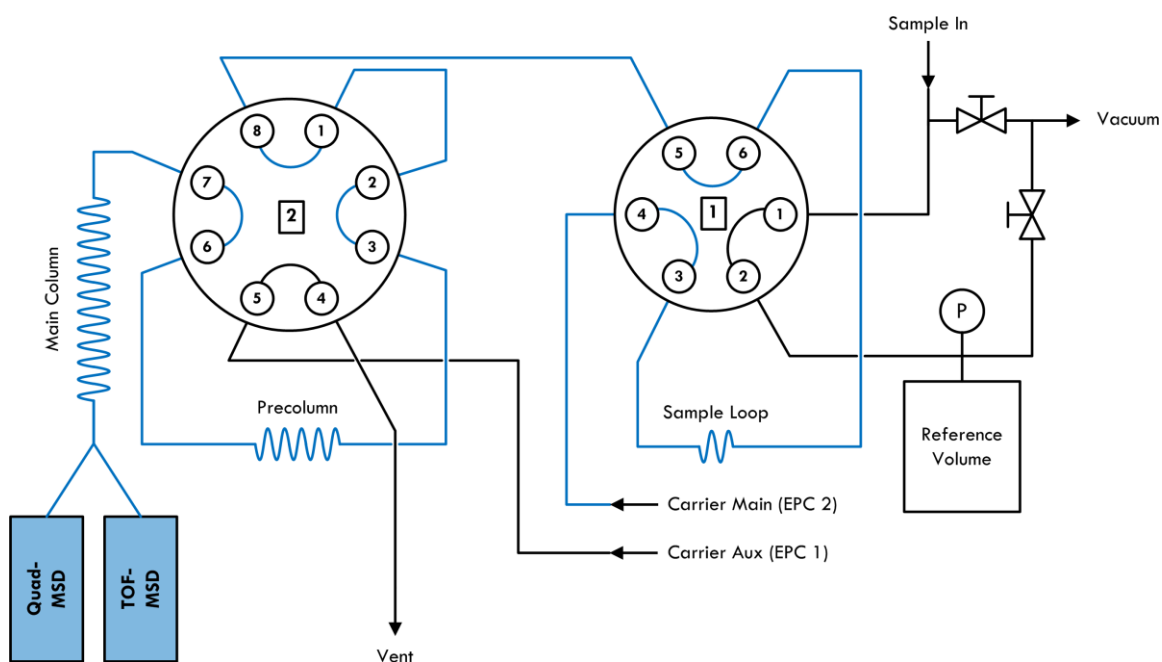 Sample In
Vacuum
8
1
7
2
2
6
3
5
4
5
6
4
1
1
3
2
P
Main Column
Precolumn
Sample Loop
Reference
Volume
Carrier Main (EPC 2)
Carrier Aux (EPC 1)
Quad-
MSD
TOF-
MSD
Vent